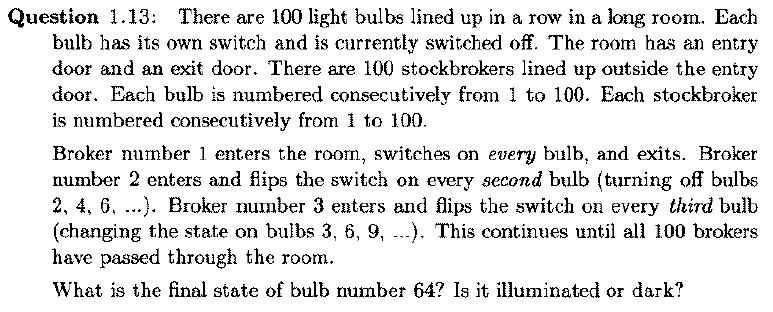 Question 1.13: There are 100 light bulbs lined up in a row in a long room. Each
bulb has its own switch and is currently switched off. The room has an entry
door and an exit door. There are 100 stockbrokers lined up outside the entry
door. Each bulb is numbered consecutively from 1 to 100. Each stockbroker
is numbered consecutively from 1 to 100.
Broker number 1 enters the room, switches on every bulb, and exits. Broker
number 2 enters and flips the switch on every second bulb (turning off bulbs
2, 4, 6, ...). Broker number 3 enters and flips the switch on every third bulb
(changing the state on bulbs 3, 6, 9, ...). This continues until all 100 brokers
have passed through the room.
What is the final state of bulb number 64? Is it illuminated or dark?